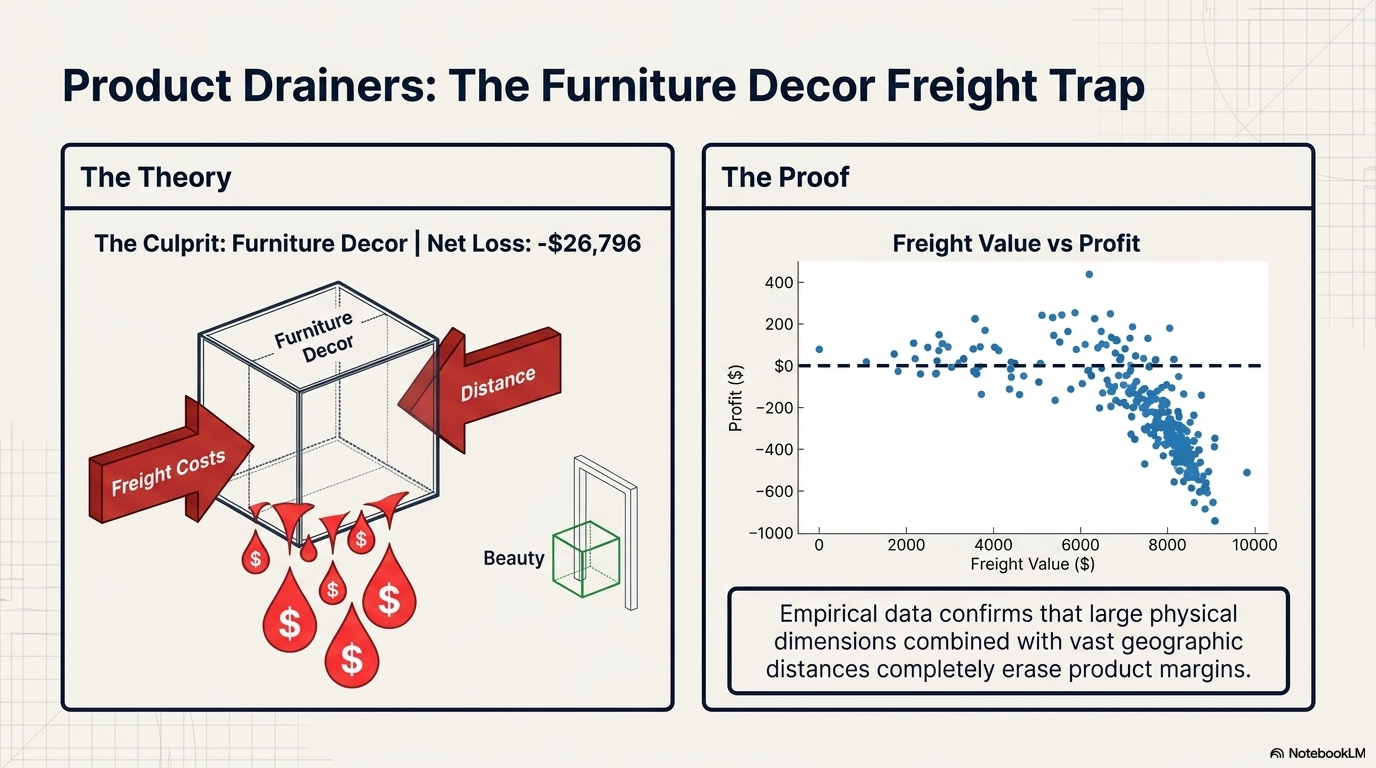 Product Drainers: The Furniture Decor Freight Trap
The Theory
The Culprit: Furniture Decor | Net Loss: -$26,796
Furniture
Decor
Distance
Freight Costs
Beauty
$
$
$
$
$
$
The Proof
Freight Value vs Profit
Profit ($)
400
200
$0
−200
−400
−600
−1000
0 2000 4000 6000 8000 10000
Freight Value ($)
Empirical data confirms that large physical
dimensions combined with vast geographic
distances completely erase product margins.
NotebookLM